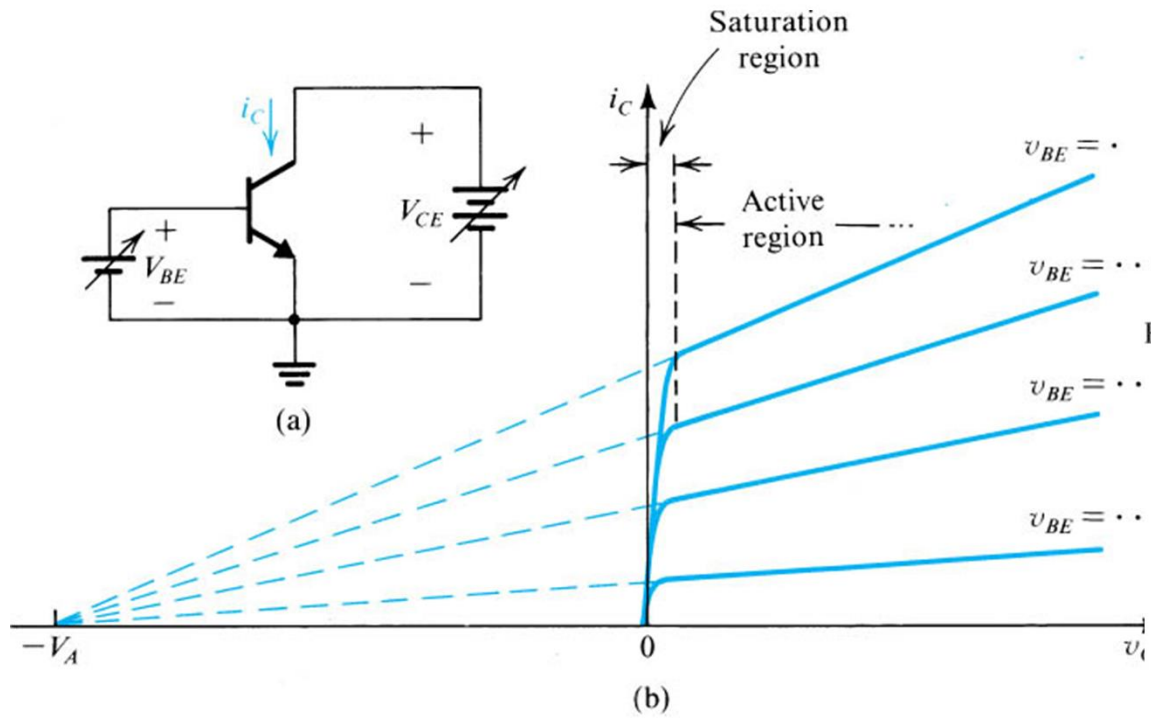 Saturation
region
i_C
i_C
+
v_BE = ·
V_CE
Active
region
...
+
V_BE
−
−
v_BE = · ·
(a)
v_BE = · ·
v_BE = · ·
−V_A
0
(b)